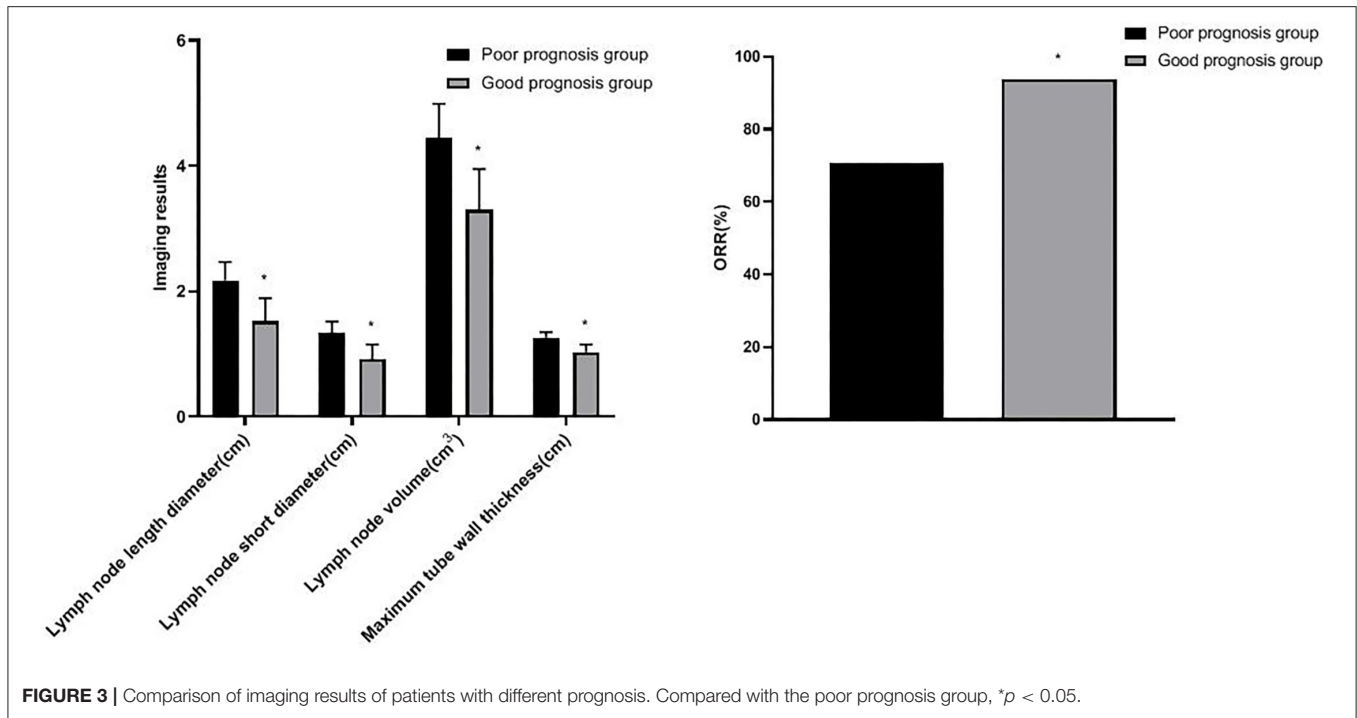 6
4
2
0
Imaging results
Poor prognosis group
Good prognosis group
*
*
*
*
Lymph node length diameter(cm)
Lymph node short diameter(cm)
Lymph node volume(cm³)
Maximum tube wall thickness(cm)
100
80
60
40
20
0
ORR(%)
Poor prognosis group
Good prognosis group
*
FIGURE 3 | Comparison of imaging results of patients with different prognosis. Compared with the poor prognosis group, *p < 0.05.